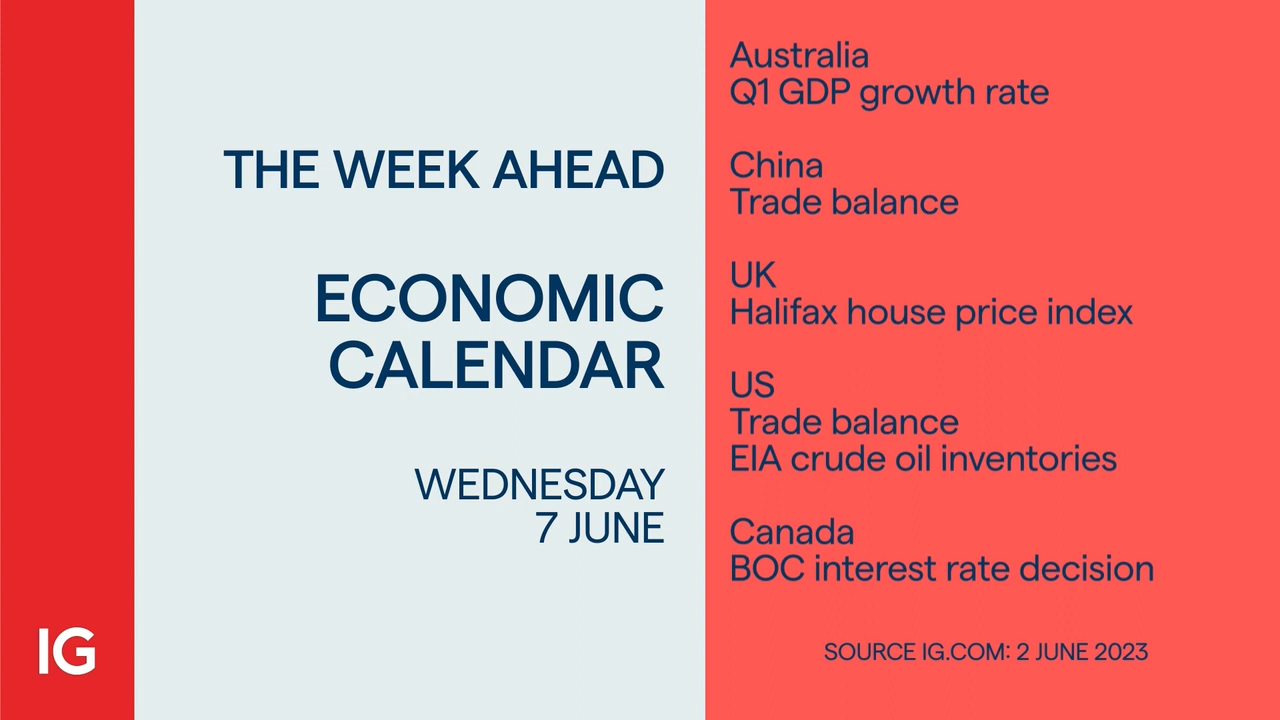 THE WEEK AHEAD
ECONOMIC
CALENDAR
WEDNESDAY
7 JUNE
IG
Australia
Q1 GDP growth rate
China
Trade balance
UK
Halifax house price index
US
Trade balance
EIA crude oil inventories
Canada
BOC interest rate decision
SOURCE IG.COM: 2 JUNE 2023